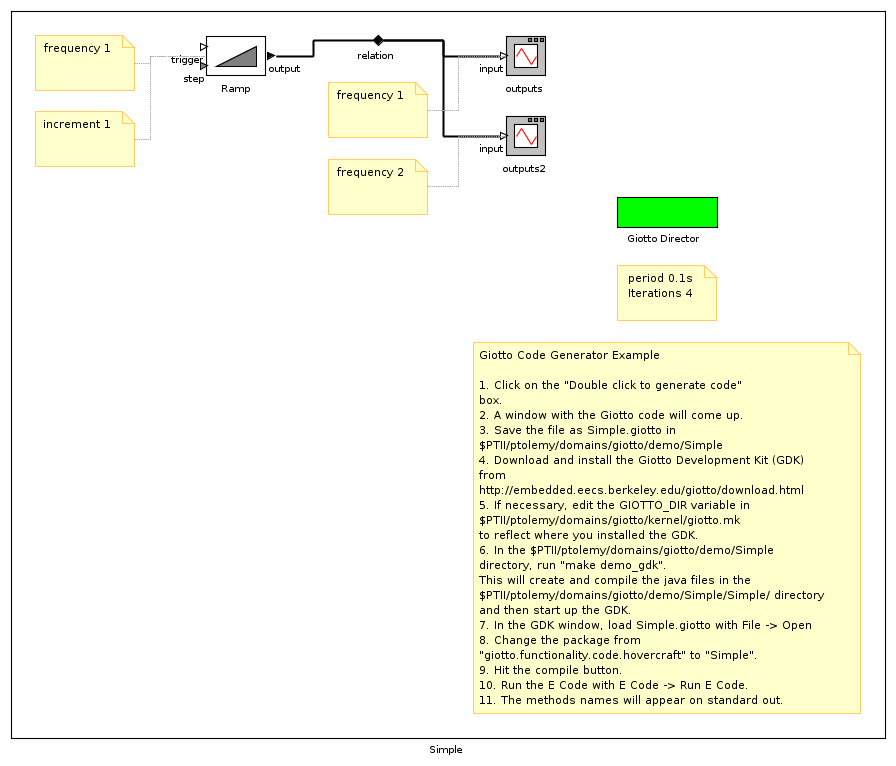 frequency 1
increment 1
trigger
step
output
Ramp
relation
frequency 1
frequency 2
input
outputs
input
outputs2
Giotto Director
period 0.1s
Iterations 4
Giotto Code Generator Example
1. Click on the "Double click to generate code"
box.
2. A window with the Giotto code will come up.
3. Save the file as Simple.giotto in
$PTII/ptolemy/domains/giotto/demo/Simple
4. Download and install the Giotto Development Kit (GDK)
from
http://embedded.eecs.berkeley.edu/giotto/download.html
5. If necessary, edit the GIOTTO_DIR variable in
$PTII/ptolemy/domains/giotto/kernel/giotto.mk
to reflect where you installed the GDK.
6. In the $PTII/ptolemy/domains/giotto/demo/Simple
directory, run "make demo_gdk".
This will create and compile the java files in the
$PTII/ptolemy/domains/giotto/demo/Simple/Simple/ directory
and then start up the GDK.
7. In the GDK window, load Simple.giotto with File -> Open
8. Change the package from
"giotto.functionality.code.hovercraft" to "Simple".
9. Hit the compile button.
10. Run the E Code with E Code -> Run E Code.
11. The methods names will appear on standard out.
Simple